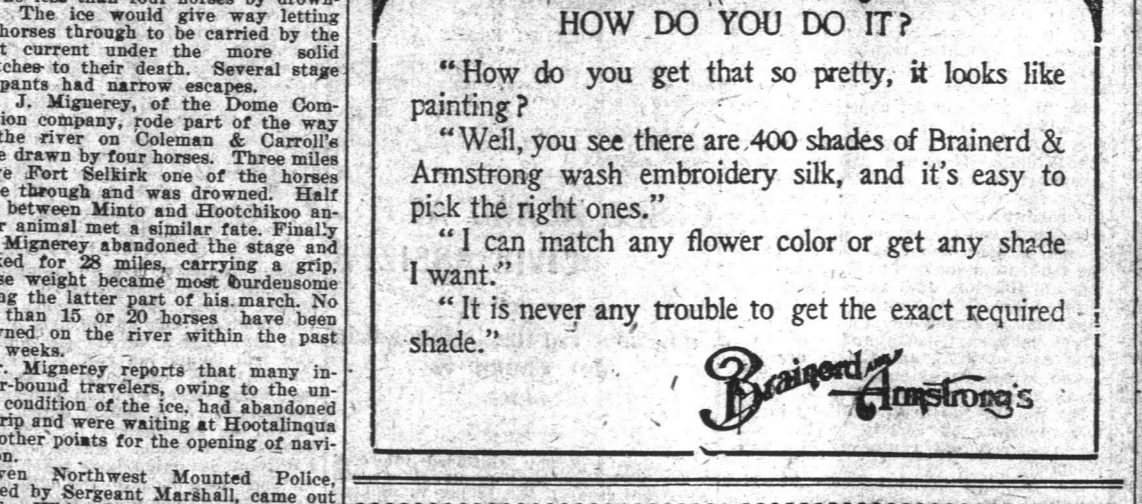 The ice would give way letting
horses through to be carried by the
current under the more solid
to their death. Several stage
had narrow escapes.
J. Miguerey, of the Dome Com-
company, rode part of the way
the river on Coleman & Carroll's
drawn by four horses. Three miles
Fort Selkirk one of the horses
through and was drowned. Half
between Minto and Hootchikoo an-
animal met a similar fate. Finally
Mignerey abandoned the stage and
for 28 miles, carrying a grip,
weight became most burdensome
the latter part of his march. No
than 15 or 20 horses have been
on the river within the past
weeks.
Mignerey reports that many in-
bound travelers, owing to the un-
condition of the ice, had abandoned
and were waiting at Hootalinqua
other points for the opening of navi-
Northwest Mounted Police,
by Sergeant Marshall, came out
HOW DO YOU DO IT?
"How do you get that so pretty, it looks like
painting?
"Well, you see there are 400 shades of Brainerd &
Armstrong wash embroidery silk, and it's easy to
pick the right ones."
"I can match any flower color or get any shade
I want."
"It is never any trouble to get the exact required
shade."
Brainerd and Armstrong's